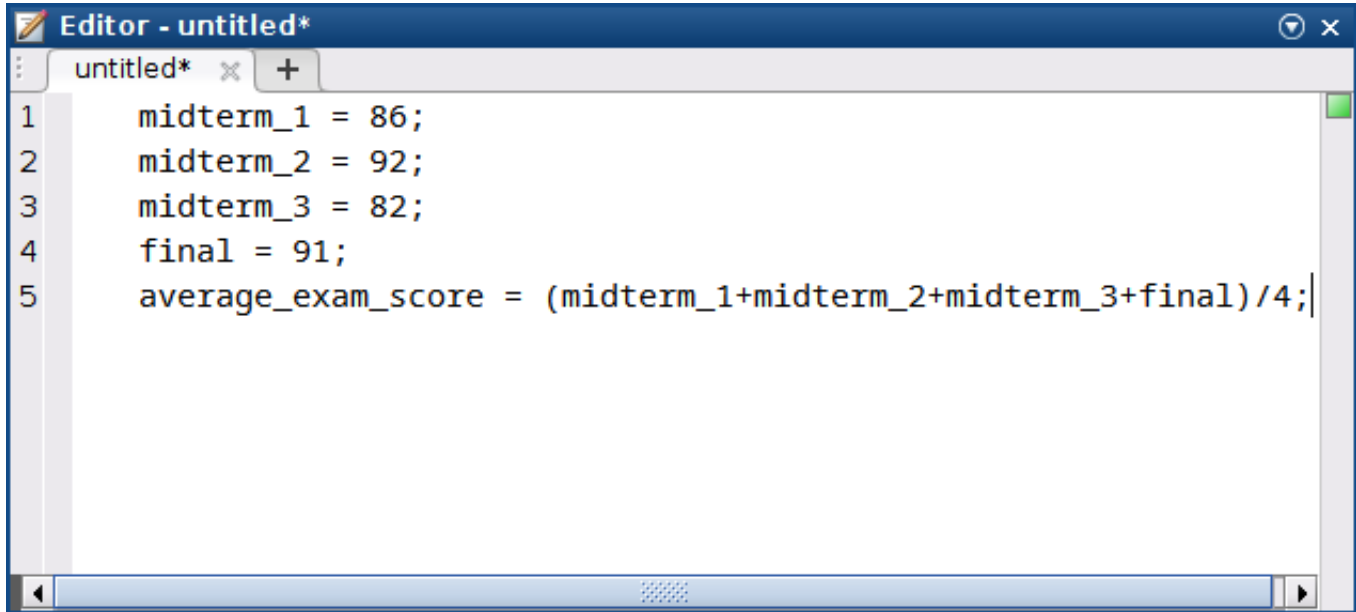 Editor - untitled*
untitled* +
1 midterm_1 = 86;
2 midterm_2 = 92;
3 midterm_3 = 82;
4 final = 91;
5 average_exam_score = (midterm_1+midterm_2+midterm_3+final)/4;